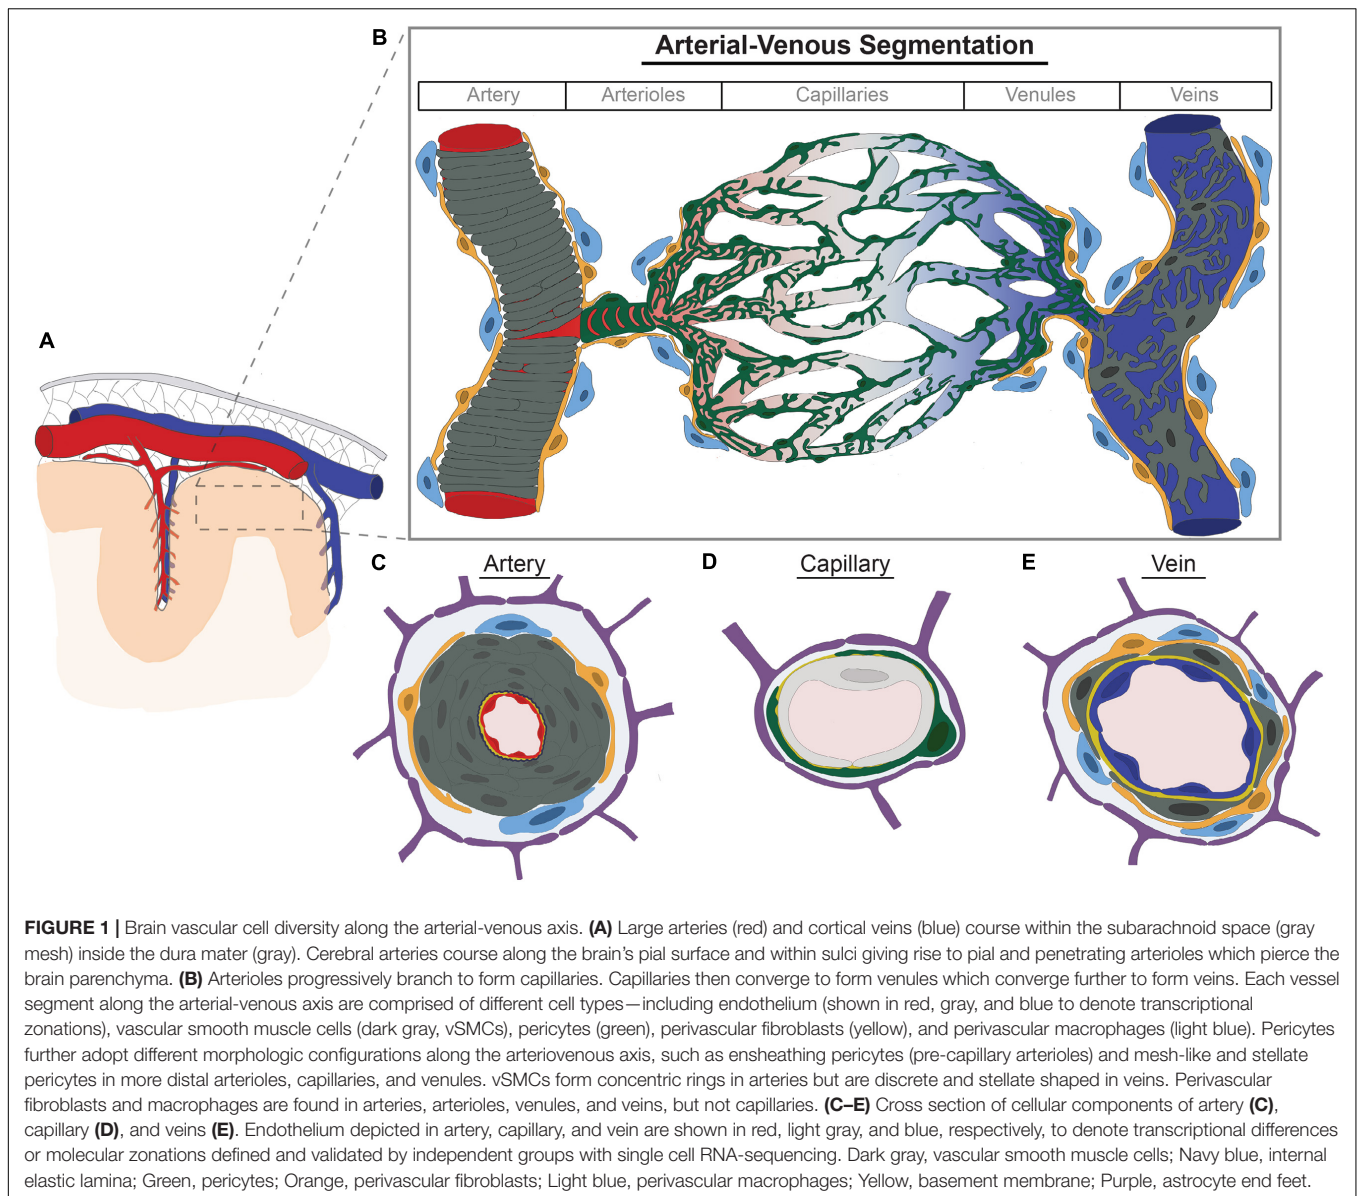 B
Arterial-Venous Segmentation
Artery Arterioles Capillaries Venules Veins
A
C Artery D Capillary E Vein
FIGURE 1 | Brain vascular cell diversity along the arterial-venous axis. (A) Large arteries (red) and cortical veins (blue) course within the subarachnoid space (gray
mesh) inside the dura mater (gray). Cerebral arteries course along the brain's pial surface and within sulci giving rise to pial and penetrating arterioles which pierce the
brain parenchyma. (B) Arterioles progressively branch to form capillaries. Capillaries then converge to form venules which converge further to form veins. Each vessel
segment along the arterial-venous axis are comprised of different cell types—including endothelium (shown in red, gray, and blue to denote transcriptional
zonations), vascular smooth muscle cells (dark gray, vSMCs), pericytes (green), perivascular fibroblasts (yellow), and perivascular macrophages (light blue). Pericytes
further adopt different morphologic configurations along the arteriovenous axis, such as ensheathing pericytes (pre-capillary arterioles) and mesh-like and stellate
pericytes in more distal arterioles, capillaries, and venules. vSMCs form concentric rings in arteries but are discrete and stellate shaped in veins. Perivascular
fibroblasts and macrophages are found in arteries, arterioles, venules, and veins, but not capillaries. (C–E) Cross section of cellular components of artery (C),
capillary (D), and veins (E). Endothelium depicted in artery, capillary, and vein are shown in red, light gray, and blue, respectively, to denote transcriptional differences
or molecular zonations defined and validated by independent groups with single cell RNA-sequencing. Dark gray, vascular smooth muscle cells; Navy blue, internal
elastic lamina; Green, pericytes; Orange, perivascular fibroblasts; Light blue, perivascular macrophages; Yellow, basement membrane; Purple, astrocyte end feet.